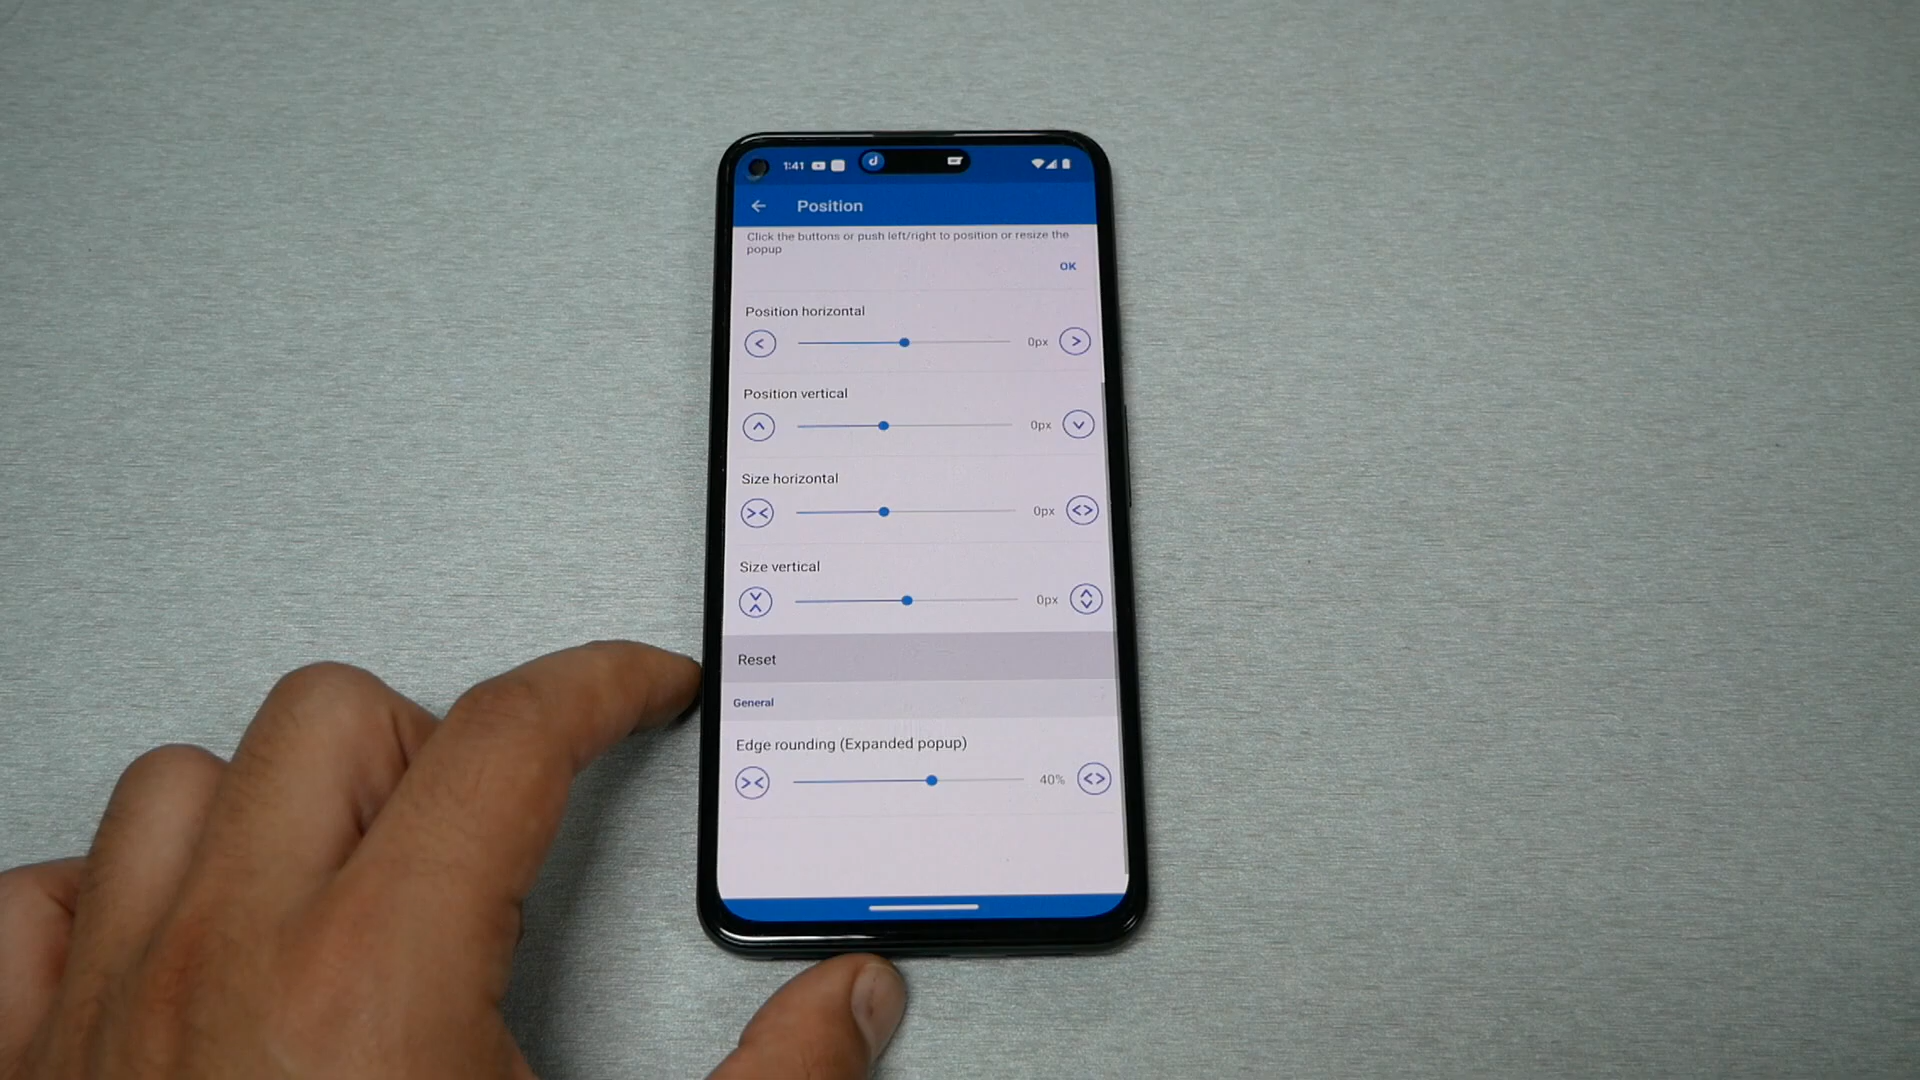 1:41
Position
Click the buttons or push left/right to position or resize the
popup
OK
Position horizontal
0px
Position vertical
0px
Size horizontal
0px
Size vertical
0px
Reset
General
Edge rounding (Expanded popup)
40%